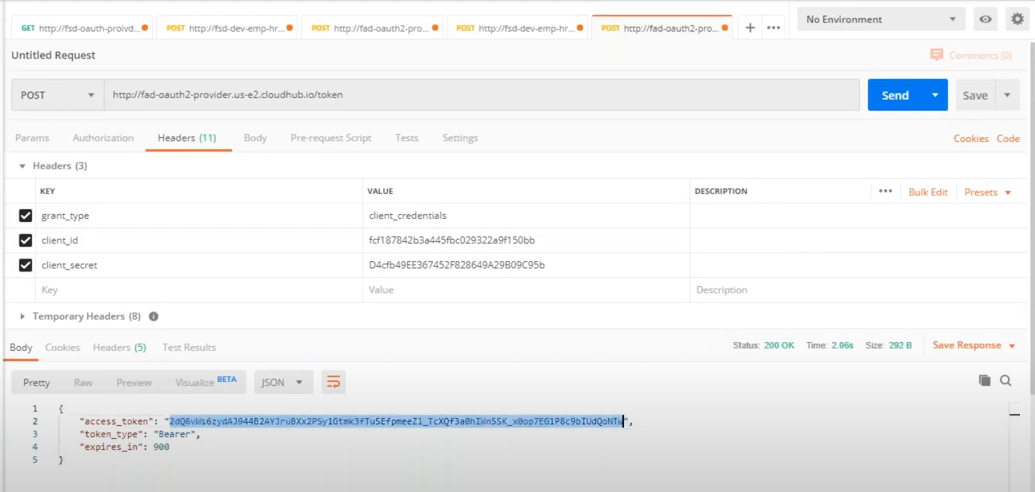 GET http://fsd-oauth-proivd... POST http://fsd-dev-emp-hr... POST http://fad-oauth2-pro... POST http://fsd-dev-emp-hr... POST http://fad-oauth2-pro... + ••• No Environment
Untitled Request Comments (0)
POST http://fad-oauth2-provider.us-e2.cloudhub.io/token Send Save
Params Authorization Headers (11) Body Pre-request Script Tests Settings Cookies Code
Headers (3)
KEY VALUE DESCRIPTION ••• Bulk Edit Presets
grant_type client_credentials
client_id fcf187842b3a445fbc029322a9f150bb
client_secret D4cfb49EE367452F828649A29B09C95b
Key Value Description
Temporary Headers (8)
Body Cookies Headers (5) Test Results Status: 200 OK Time: 2.06s Size: 292 B Save Response
Pretty Raw Preview Visualize BETA JSON
1 {
2 "access_token":
3 "token_type": "Bearer",
4 "expires_in": 900
5 }